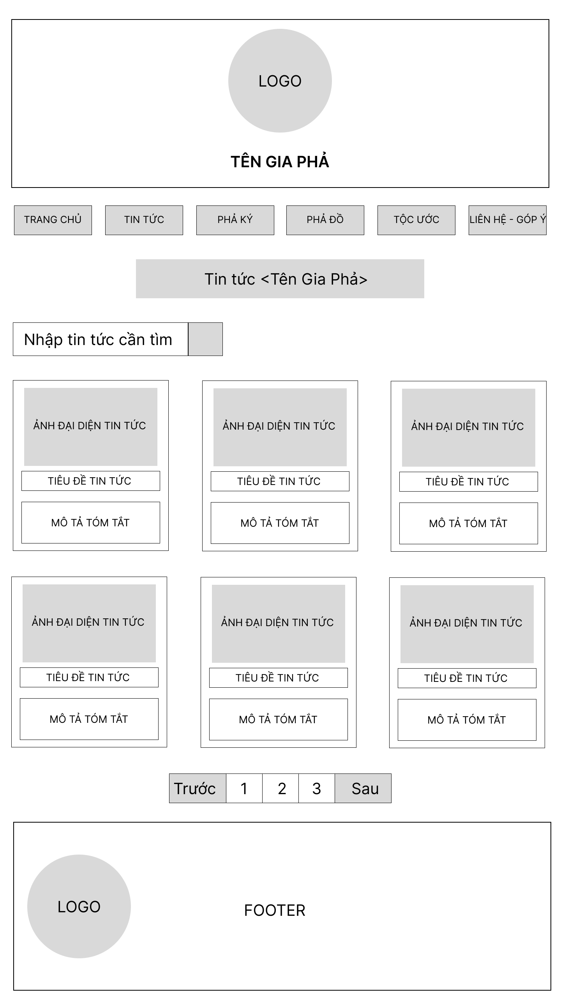 LOGO
TÊN GIA PHẢ
TRANG CHỦ
TIN TỨC
PHẢ KÝ
PHẢ ĐỒ
TỘC ƯỚC
LIÊN HỆ - GÓP Ý
Tin tức <Tên Gia Phả>
Nhập tin tức cần tìm
ẢNH ĐẠI DIỆN TIN TỨC
TIÊU ĐỀ TIN TỨC
MÔ TẢ TÓM TẮT
ẢNH ĐẠI DIỆN TIN TỨC
TIÊU ĐỀ TIN TỨC
MÔ TẢ TÓM TẮT
ẢNH ĐẠI DIỆN TIN TỨC
TIÊU ĐỀ TIN TỨC
MÔ TẢ TÓM TẮT
ẢNH ĐẠI DIỆN TIN TỨC
TIÊU ĐỀ TIN TỨC
MÔ TẢ TÓM TẮT
ẢNH ĐẠI DIỆN TIN TỨC
TIÊU ĐỀ TIN TỨC
MÔ TẢ TÓM TẮT
ẢNH ĐẠI DIỆN TIN TỨC
TIÊU ĐỀ TIN TỨC
MÔ TẢ TÓM TẮT
Trước 1 2 3 Sau
LOGO
FOOTER